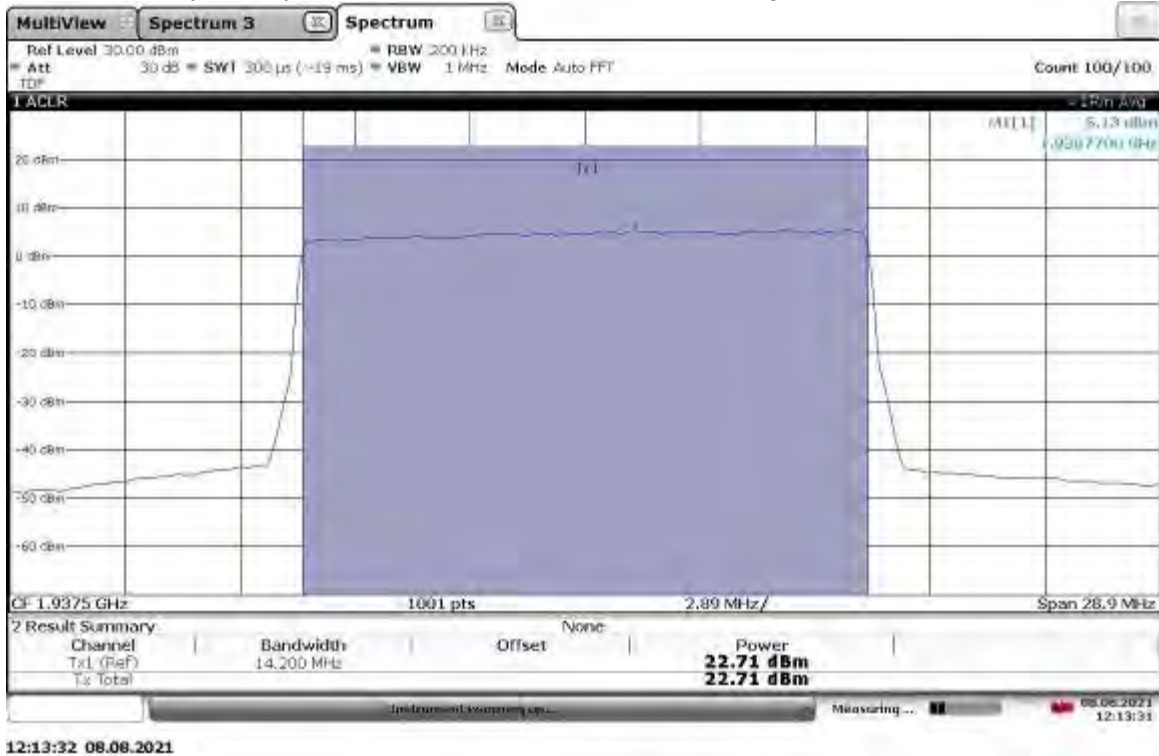 MultiView Spectrum 3 Spectrum
Ref Level 30.00 dBm RBW 200 kHz
Att 30 dB SWT 300 µs (~19 ms) VBW 1 MHz Mode Auto FFT Count 100/100
TDF
1 ACLR 1Rm Avg
M1[1] 5.13 dBm
20 dBm
Tx1
10 dBm
0 dBm
-10 dBm
-20 dBm
-30 dBm
-40 dBm
-50 dBm
-60 dBm
CF 1.9375 GHz 1001 pts 2.89 MHz/ Span 28.9 MHz
2 Result Summary None
Channel Bandwidth Offset Power
Tx1 (Ref) 14.200 MHz 22.71 dBm
Tx Total 22.71 dBm
Instrument warming up... Measuring... 08.08.2021
12:13:31
12:13:32 08.08.2021